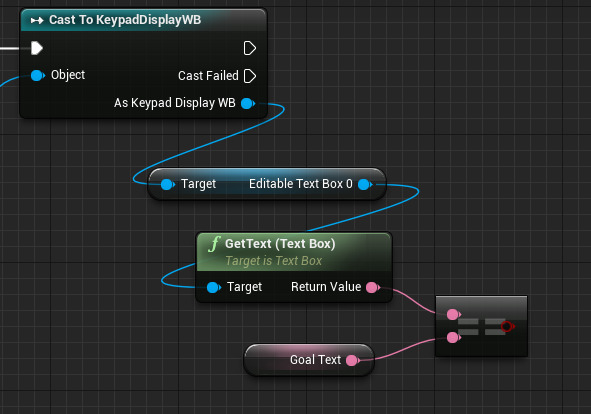 Cast To KeypadDisplayWB
Object
Cast Failed
As Keypad Display WB
Target Editable Text Box 0
f GetText (Text Box)
Target is Text Box
Target Return Value
==
Goal Text